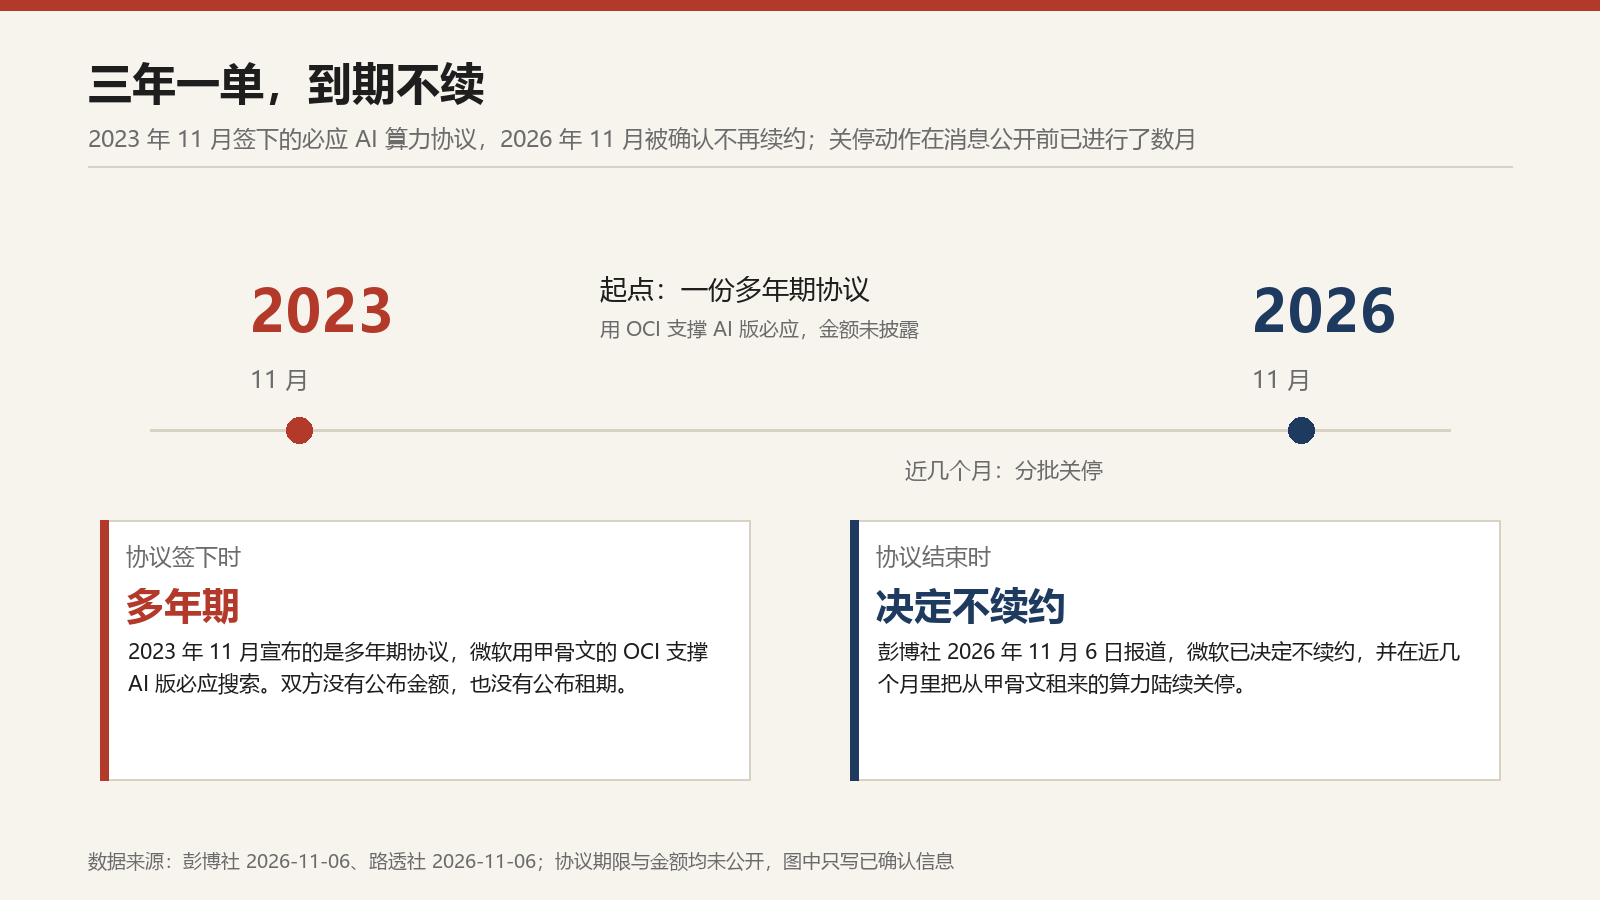 三年一单，到期不续
2023 年 11 月签下的必应 AI 算力协议，2026 年 11 月被确认不再续约；关停动作在消息公开前已进行了数月
2023
11 月
起点：一份多年期协议
用 OCI 支撑 AI 版必应，金额未披露
2026
11 月
近几个月：分批关停
协议签下时
多年期
2023 年 11 月宣布的是多年期协议，微软用甲骨文的 OCI 支撑
AI 版必应搜索。双方没有公布金额，也没有公布租期。
协议结束时
决定不续约
彭博社 2026 年 11 月 6 日报道，微软已决定不续约，并在近几
个月里把从甲骨文租来的算力陆续关停。
数据来源：彭博社 2026-11-06、路透社 2026-11-06；协议期限与金额均未公开，图中只写已确认信息